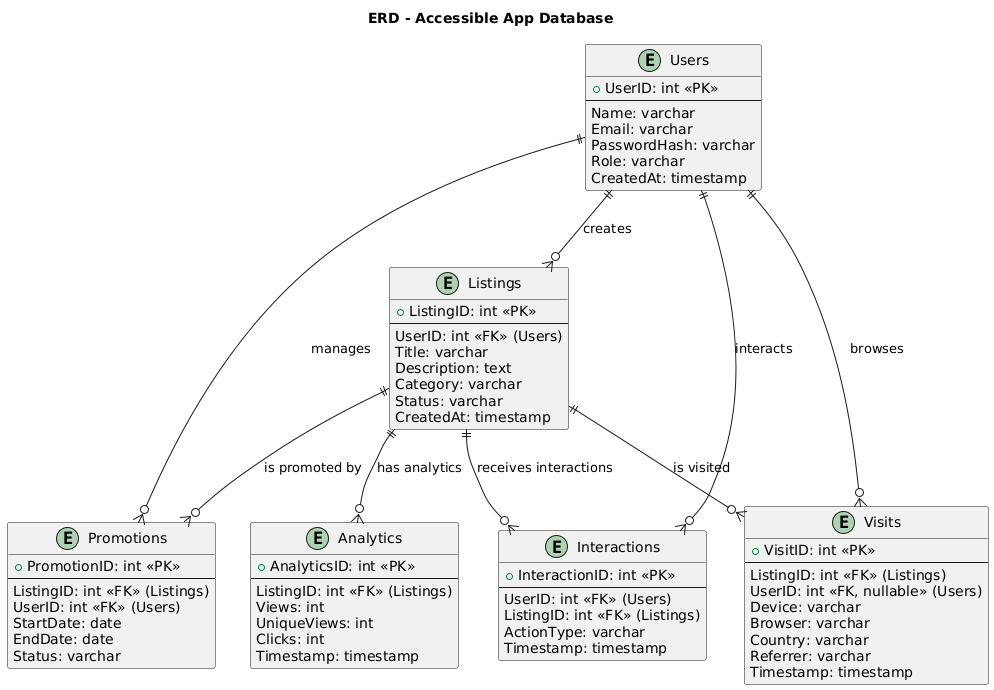 ERD - Accessible App Database
E Users
UserID: int «PK»
Name: varchar
Email: varchar
PasswordHash: varchar
Role: varchar
CreatedAt: timestamp
creates
E Listings
ListingID: int «PK»
UserID: int «FK» (Users)
Title: varchar
Description: text
Category: varchar
Status: varchar
CreatedAt: timestamp
manages
interacts
browses
is promoted by
has analytics
receives interactions
is visited
E Promotions
PromotionID: int «PK»
ListingID: int «FK» (Listings)
UserID: int «FK» (Users)
StartDate: date
EndDate: date
Status: varchar
E Analytics
AnalyticsID: int «PK»
ListingID: int «FK» (Listings)
Views: int
UniqueViews: int
Clicks: int
Timestamp: timestamp
E Interactions
InteractionID: int «PK»
UserID: int «FK» (Users)
ListingID: int «FK» (Listings)
ActionType: varchar
Timestamp: timestamp
E Visits
VisitID: int «PK»
ListingID: int «FK» (Listings)
UserID: int «FK, nullable» (Users)
Device: varchar
Browser: varchar
Country: varchar
Referrer: varchar
Timestamp: timestamp